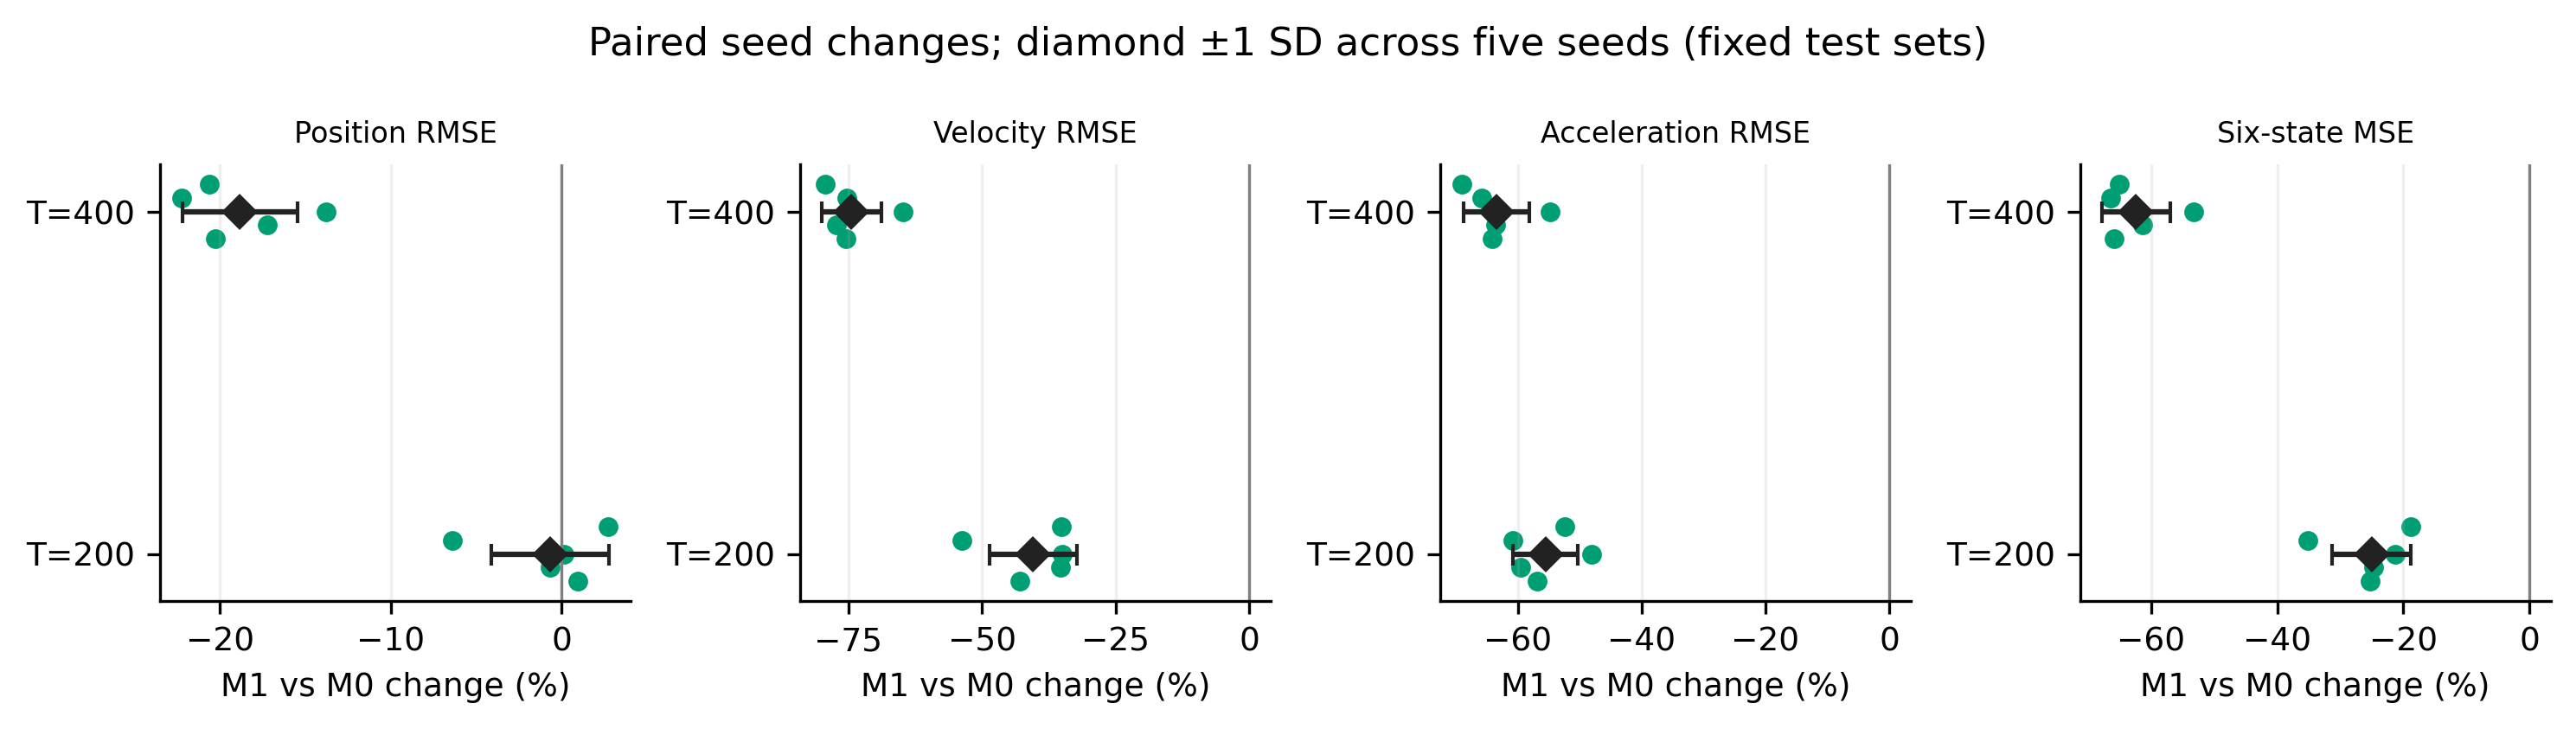 Paired seed changes; diamond ±1 SD across five seeds (fixed test sets)
Position RMSE
T=400
T=200
−20 −10 0
M1 vs M0 change (%)
Velocity RMSE
T=400
T=200
−75 −50 −25 0
M1 vs M0 change (%)
Acceleration RMSE
T=400
T=200
−60 −40 −20 0
M1 vs M0 change (%)
Six-state MSE
T=400
T=200
−60 −40 −20 0
M1 vs M0 change (%)